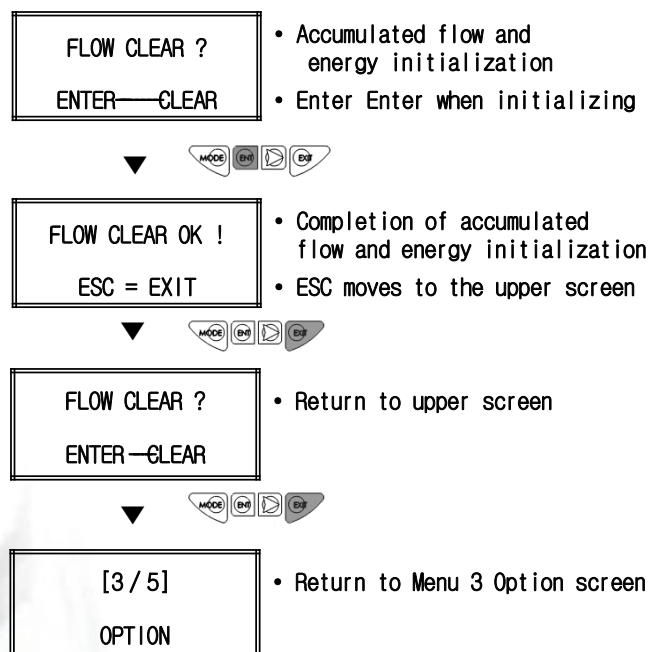 FLOW CLEAR ?
ENTER───CLEAR
• Accumulated flow and
energy initialization
• Enter Enter when initializing
▼
MODE ENT EXIT
FLOW CLEAR OK !
ESC = EXIT
• Completion of accumulated
flow and energy initialization
• ESC moves to the upper screen
▼
MODE ENT EXIT
FLOW CLEAR ?
ENTER─CLEAR
• Return to upper screen
▼
MODE ENT EXIT
[3/5]
OPTION
• Return to Menu 3 Option screen